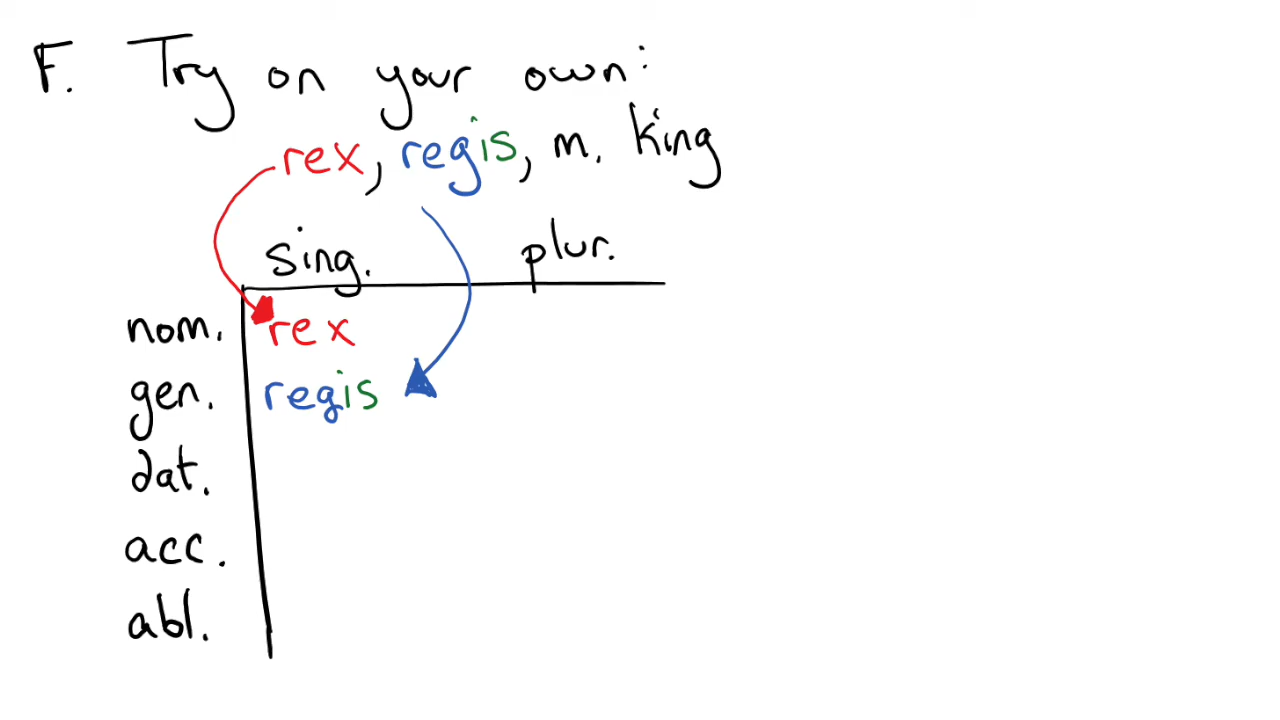 F. Try on your own:
rex, regis, m. king
sing. plur.
nom. rex
gen. regis
dat.
acc.
abl.